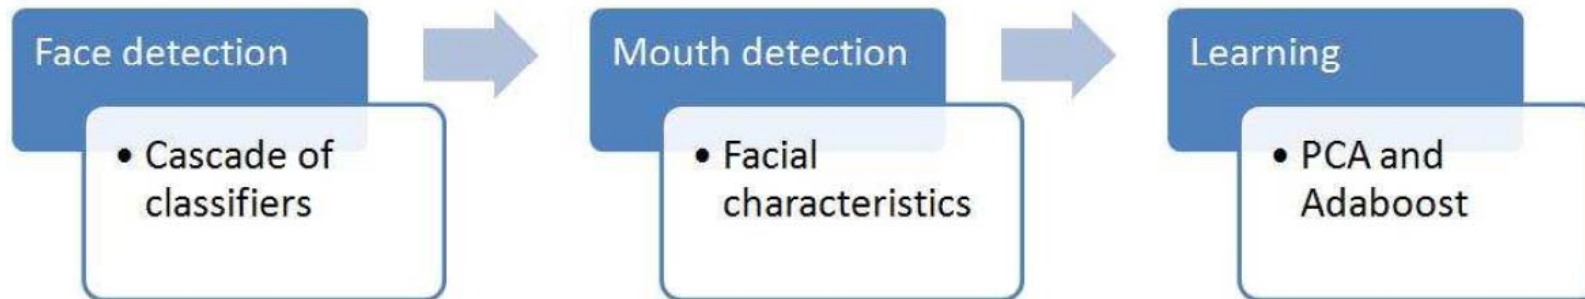 Face detection
• Cascade of
classifiers
Mouth detection
• Facial
characteristics
Learning
• PCA and
Adaboost